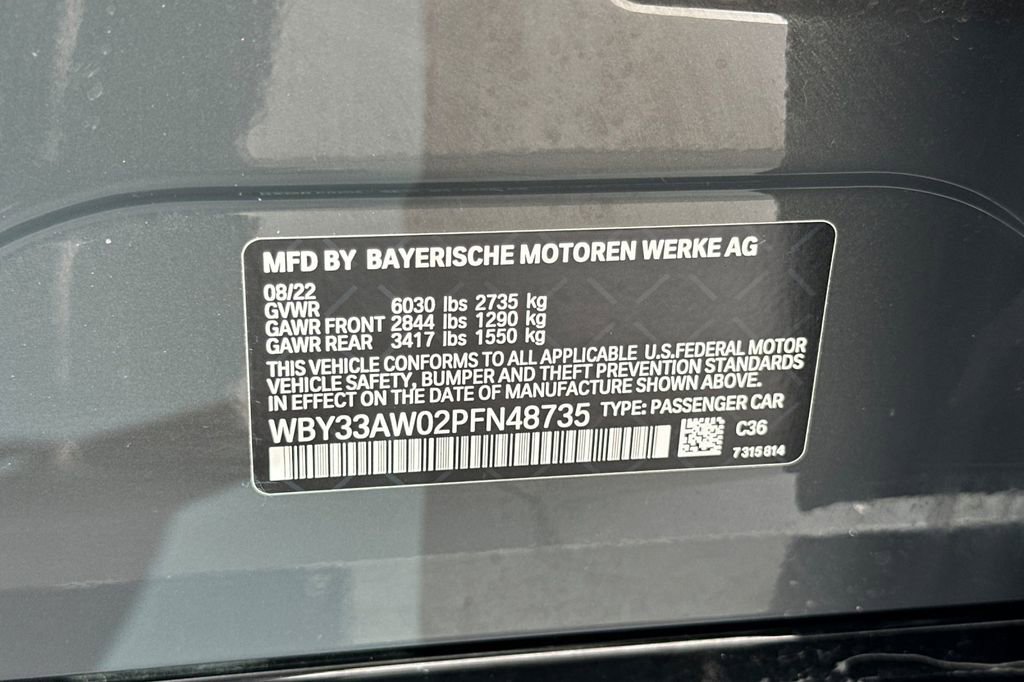 MFD BY BAYERISCHE MOTOREN WERKE AG
08/22
GVWR 6030 lbs 2735 kg
GAWR FRONT 2844 lbs 1290 kg
GAWR REAR 3417 lbs 1550 kg
THIS VEHICLE CONFORMS TO ALL APPLICABLE U.S.FEDERAL MOTOR
VEHICLE SAFETY, BUMPER AND THEFT PREVENTION STANDARDS
IN EFFECT ON THE DATE OF MANUFACTURE SHOWN ABOVE.
WBY33AW02PFN48735 TYPE: PASSENGER CAR
C36
7315814